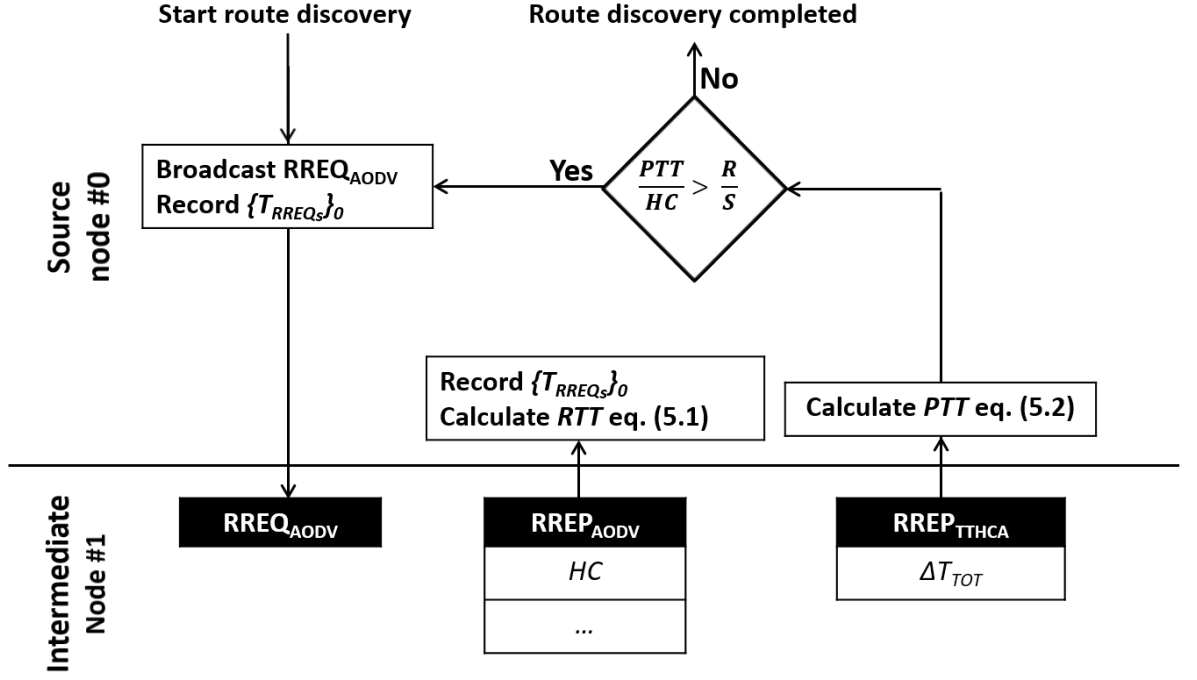 Start route discovery
Route discovery completed
No
Broadcast RREQAODV
Record {TRREQs}0
Yes
PTT/HC > R/S
Source
node #0
Record {TRREQs}0
Calculate RTT eq. (5.1)
Calculate PTT eq. (5.2)
Intermediate
Node #1
RREQAODV
RREPAODV
HC
...
RREPTTHCA
ΔTTOT